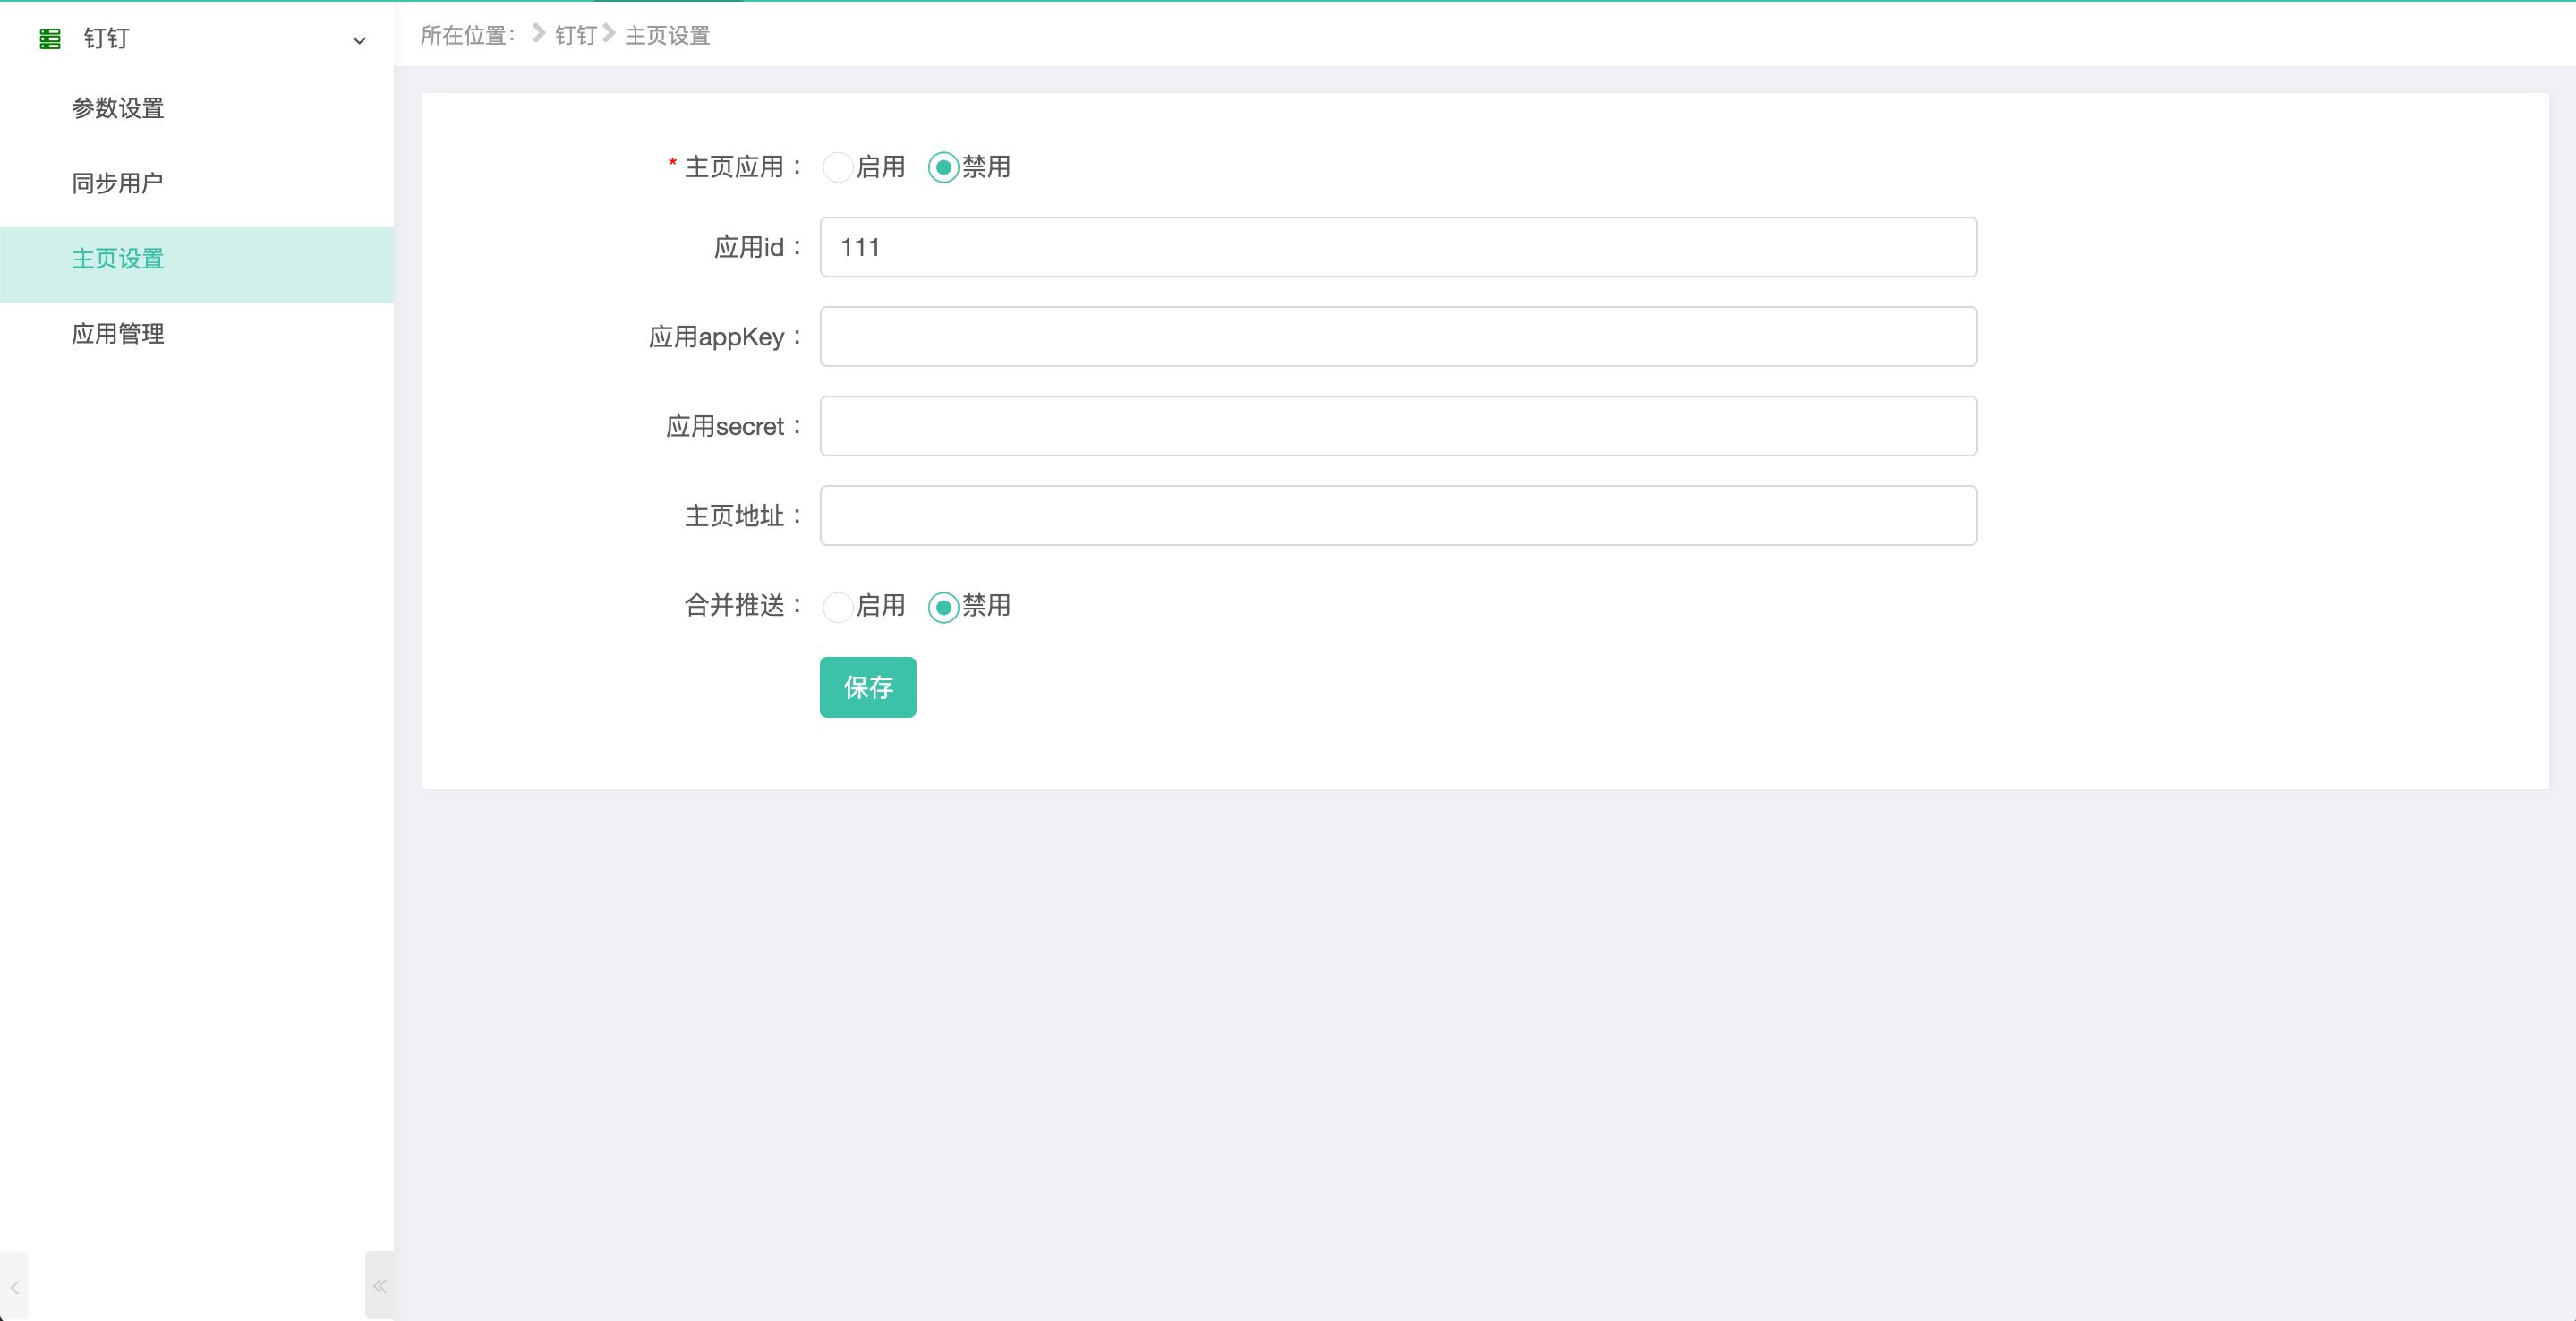 钉钉
参数设置
同步用户
主页设置
应用管理
所在位置： 钉钉 主页设置
* 主页应用： 启用 禁用
应用id： 111
应用appKey：
应用secret：
主页地址：
合并推送： 启用 禁用
保存